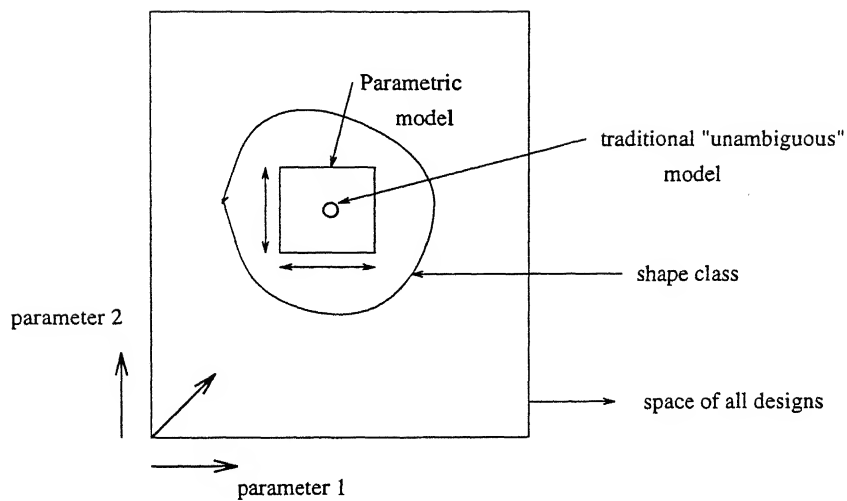 Parametric
model
traditional "unambiguous"
model
shape class
parameter 2
space of all designs
parameter 1